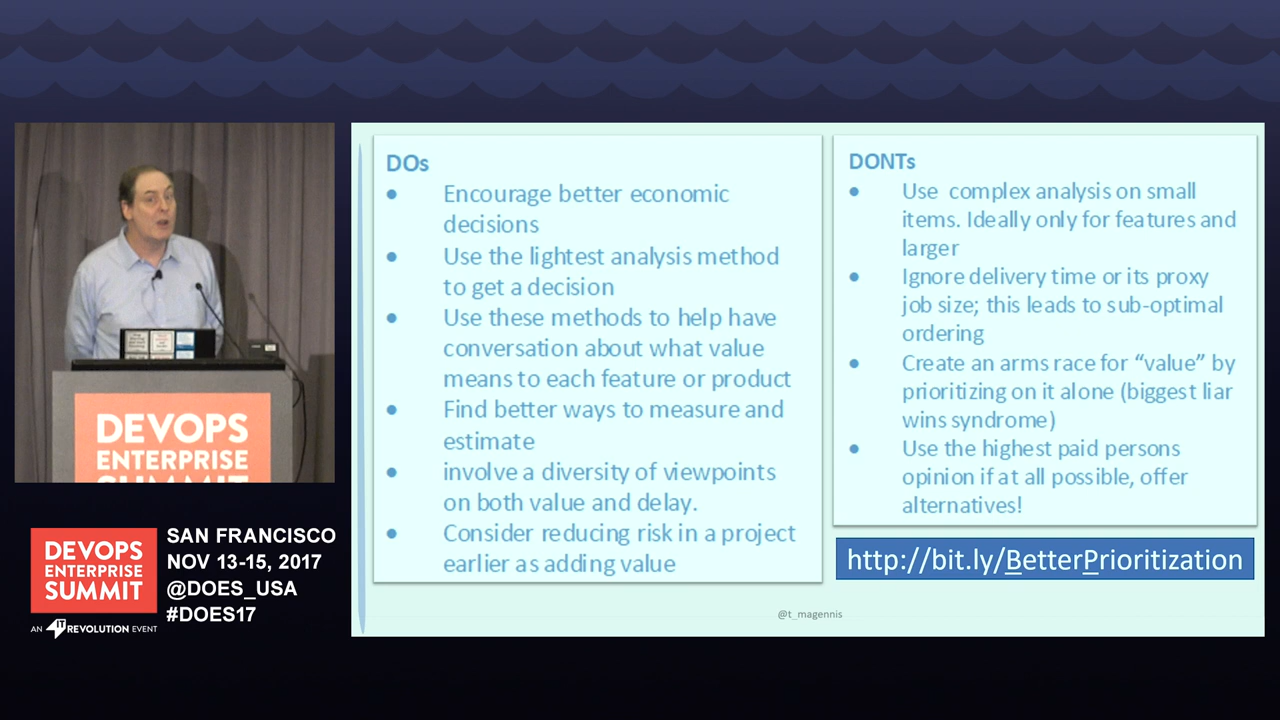 DOs
● Encourage better economic
decisions
● Use the lightest analysis method
to get a decision
● Use these methods to help have
conversation about what value
means to each feature or product
● Find better ways to measure and
estimate
● involve a diversity of viewpoints
on both value and delay.
● Consider reducing risk in a project
earlier as adding value
DONTs
● Use complex analysis on small
items. Ideally only for features and
larger
● Ignore delivery time or its proxy
job size; this leads to sub-optimal
ordering
● Create an arms race for “value” by
prioritizing on it alone (biggest liar
wins syndrome)
● Use the highest paid persons
opinion if at all possible, offer
alternatives!
http://bit.ly/BetterPrioritization
@t_magennis
DEVOPS
ENTERPRISE
SUMMIT
DEVOPS
ENTERPRISE
SUMMIT
AN IT REVOLUTION EVENT
SAN FRANCISCO
NOV 13-15, 2017
@DOES_USA
#DOES17